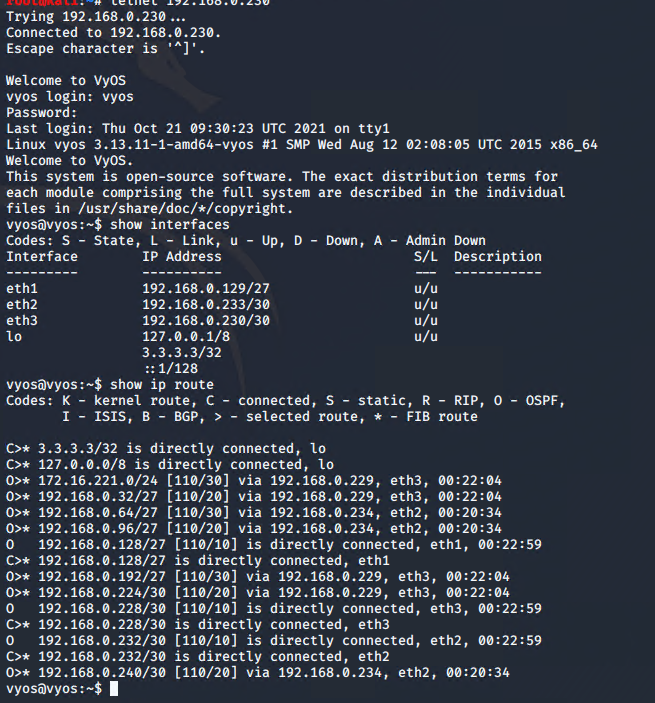 root@kali:~# telnet 192.168.0.230
Trying 192.168.0.230 ...
Connected to 192.168.0.230.
Escape character is '^]'.
Welcome to VyOS
vyos login: vyos
Password:
Last login: Thu Oct 21 09:30:23 UTC 2021 on tty1
Linux vyos 3.13.11-1-amd64-vyos #1 SMP Wed Aug 12 02:08:05 UTC 2015 x86_64
Welcome to VyOS.
This system is open-source software. The exact distribution terms for
each module comprising the full system are described in the individual
files in /usr/share/doc/*/copyright.
vyos@vyos:~$ show interfaces
Codes: S - State, L - Link, u - Up, D - Down, A - Admin Down
Interface        IP Address                        S/L  Description
---------        ----------                        ---  -----------
eth1             192.168.0.129/27                  u/u
eth2             192.168.0.233/30                  u/u
eth3             192.168.0.230/30                  u/u
lo               127.0.0.1/8                       u/u
                 3.3.3.3/32
                 ::1/128
vyos@vyos:~$ show ip route
Codes: K - kernel route, C - connected, S - static, R - RIP, O - OSPF,
       I - ISIS, B - BGP, > - selected route, * - FIB route
C>* 3.3.3.3/32 is directly connected, lo
C>* 127.0.0.0/8 is directly connected, lo
O>* 172.16.221.0/24 [110/30] via 192.168.0.229, eth3, 00:22:04
O>* 192.168.0.32/27 [110/20] via 192.168.0.229, eth3, 00:22:04
O>* 192.168.0.64/27 [110/30] via 192.168.0.234, eth2, 00:20:34
O>* 192.168.0.96/27 [110/20] via 192.168.0.234, eth2, 00:20:34
O   192.168.0.128/27 [110/10] is directly connected, eth1, 00:22:59
C>* 192.168.0.128/27 is directly connected, eth1
O>* 192.168.0.192/27 [110/30] via 192.168.0.229, eth3, 00:22:04
O>* 192.168.0.224/30 [110/20] via 192.168.0.229, eth3, 00:22:04
O   192.168.0.228/30 [110/10] is directly connected, eth3, 00:22:59
C>* 192.168.0.228/30 is directly connected, eth3
O   192.168.0.232/30 [110/10] is directly connected, eth2, 00:22:59
C>* 192.168.0.232/30 is directly connected, eth2
O>* 192.168.0.240/30 [110/20] via 192.168.0.234, eth2, 00:20:34
vyos@vyos:~$